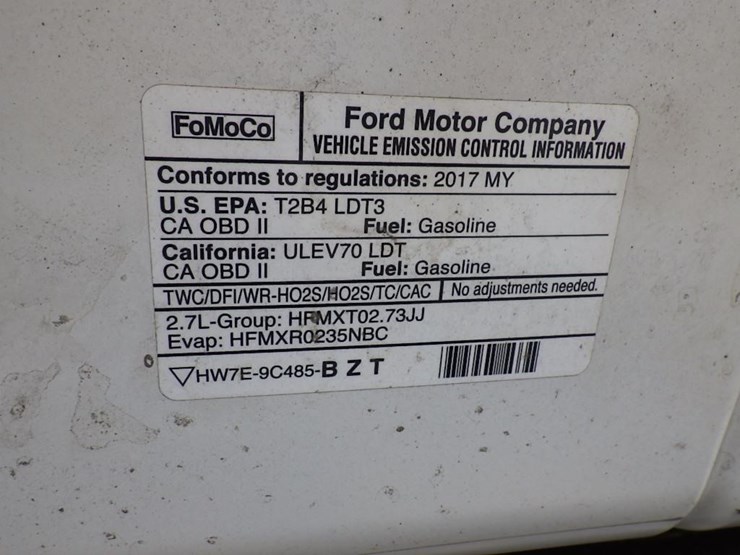 FoMoCo
Ford Motor Company
VEHICLE EMISSION CONTROL INFORMATION
Conforms to regulations: 2017 MY
U.S. EPA: T2B4 LDT3
CA OBD II Fuel: Gasoline
California: ULEV70 LDT
CA OBD II Fuel: Gasoline
TWC/DFI/WR-HO2S/HO2S/TC/CAC No adjustments needed.
2.7L-Group: HFMXT02.73JJ
Evap: HFMXR0235NBC
HW7E-9C485-B Z T